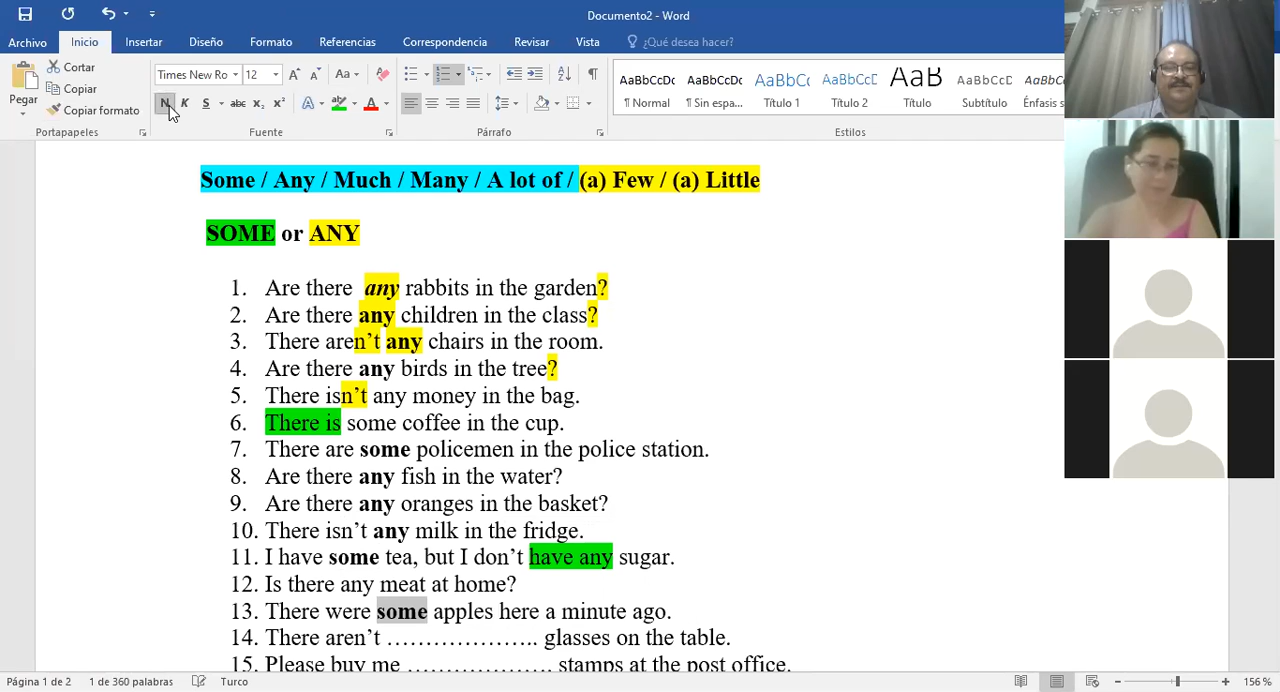 Documento2 - Word
Archivo Inicio Insertar Diseño Formato Referencias Correspondencia Revisar Vista ¿Qué desea hacer?
Pegar
Cortar
Copiar
Copiar formato
Portapapeles
Times New Ro 12 Aa
N K S abc x₂ x² A A
Fuente
Párrafo
AaBbCcDc AaBbCcDc AaBbCc AaBbCcD AaB AaBbCcD AaBbCcDc
¶ Normal ¶ Sin espa... Título 1 Título 2 Título Subtítulo Énfasis s
Estilos
Some / Any / Much / Many / A lot of / (a) Few / (a) Little
SOME or ANY
1. Are there any rabbits in the garden?
2. Are there any children in the class?
3. There aren’t any chairs in the room.
4. Are there any birds in the tree?
5. There isn’t any money in the bag.
6. There is some coffee in the cup.
7. There are some policemen in the police station.
8. Are there any fish in the water?
9. Are there any oranges in the basket?
10. There isn’t any milk in the fridge.
11. I have some tea, but I don’t have any sugar.
12. Is there any meat at home?
13. There were some apples here a minute ago.
14. There aren’t ………………….. glasses on the table.
15. Please buy me …………………. stamps at the post office.
Página 1 de 2 1 de 360 palabras Turco 156 %